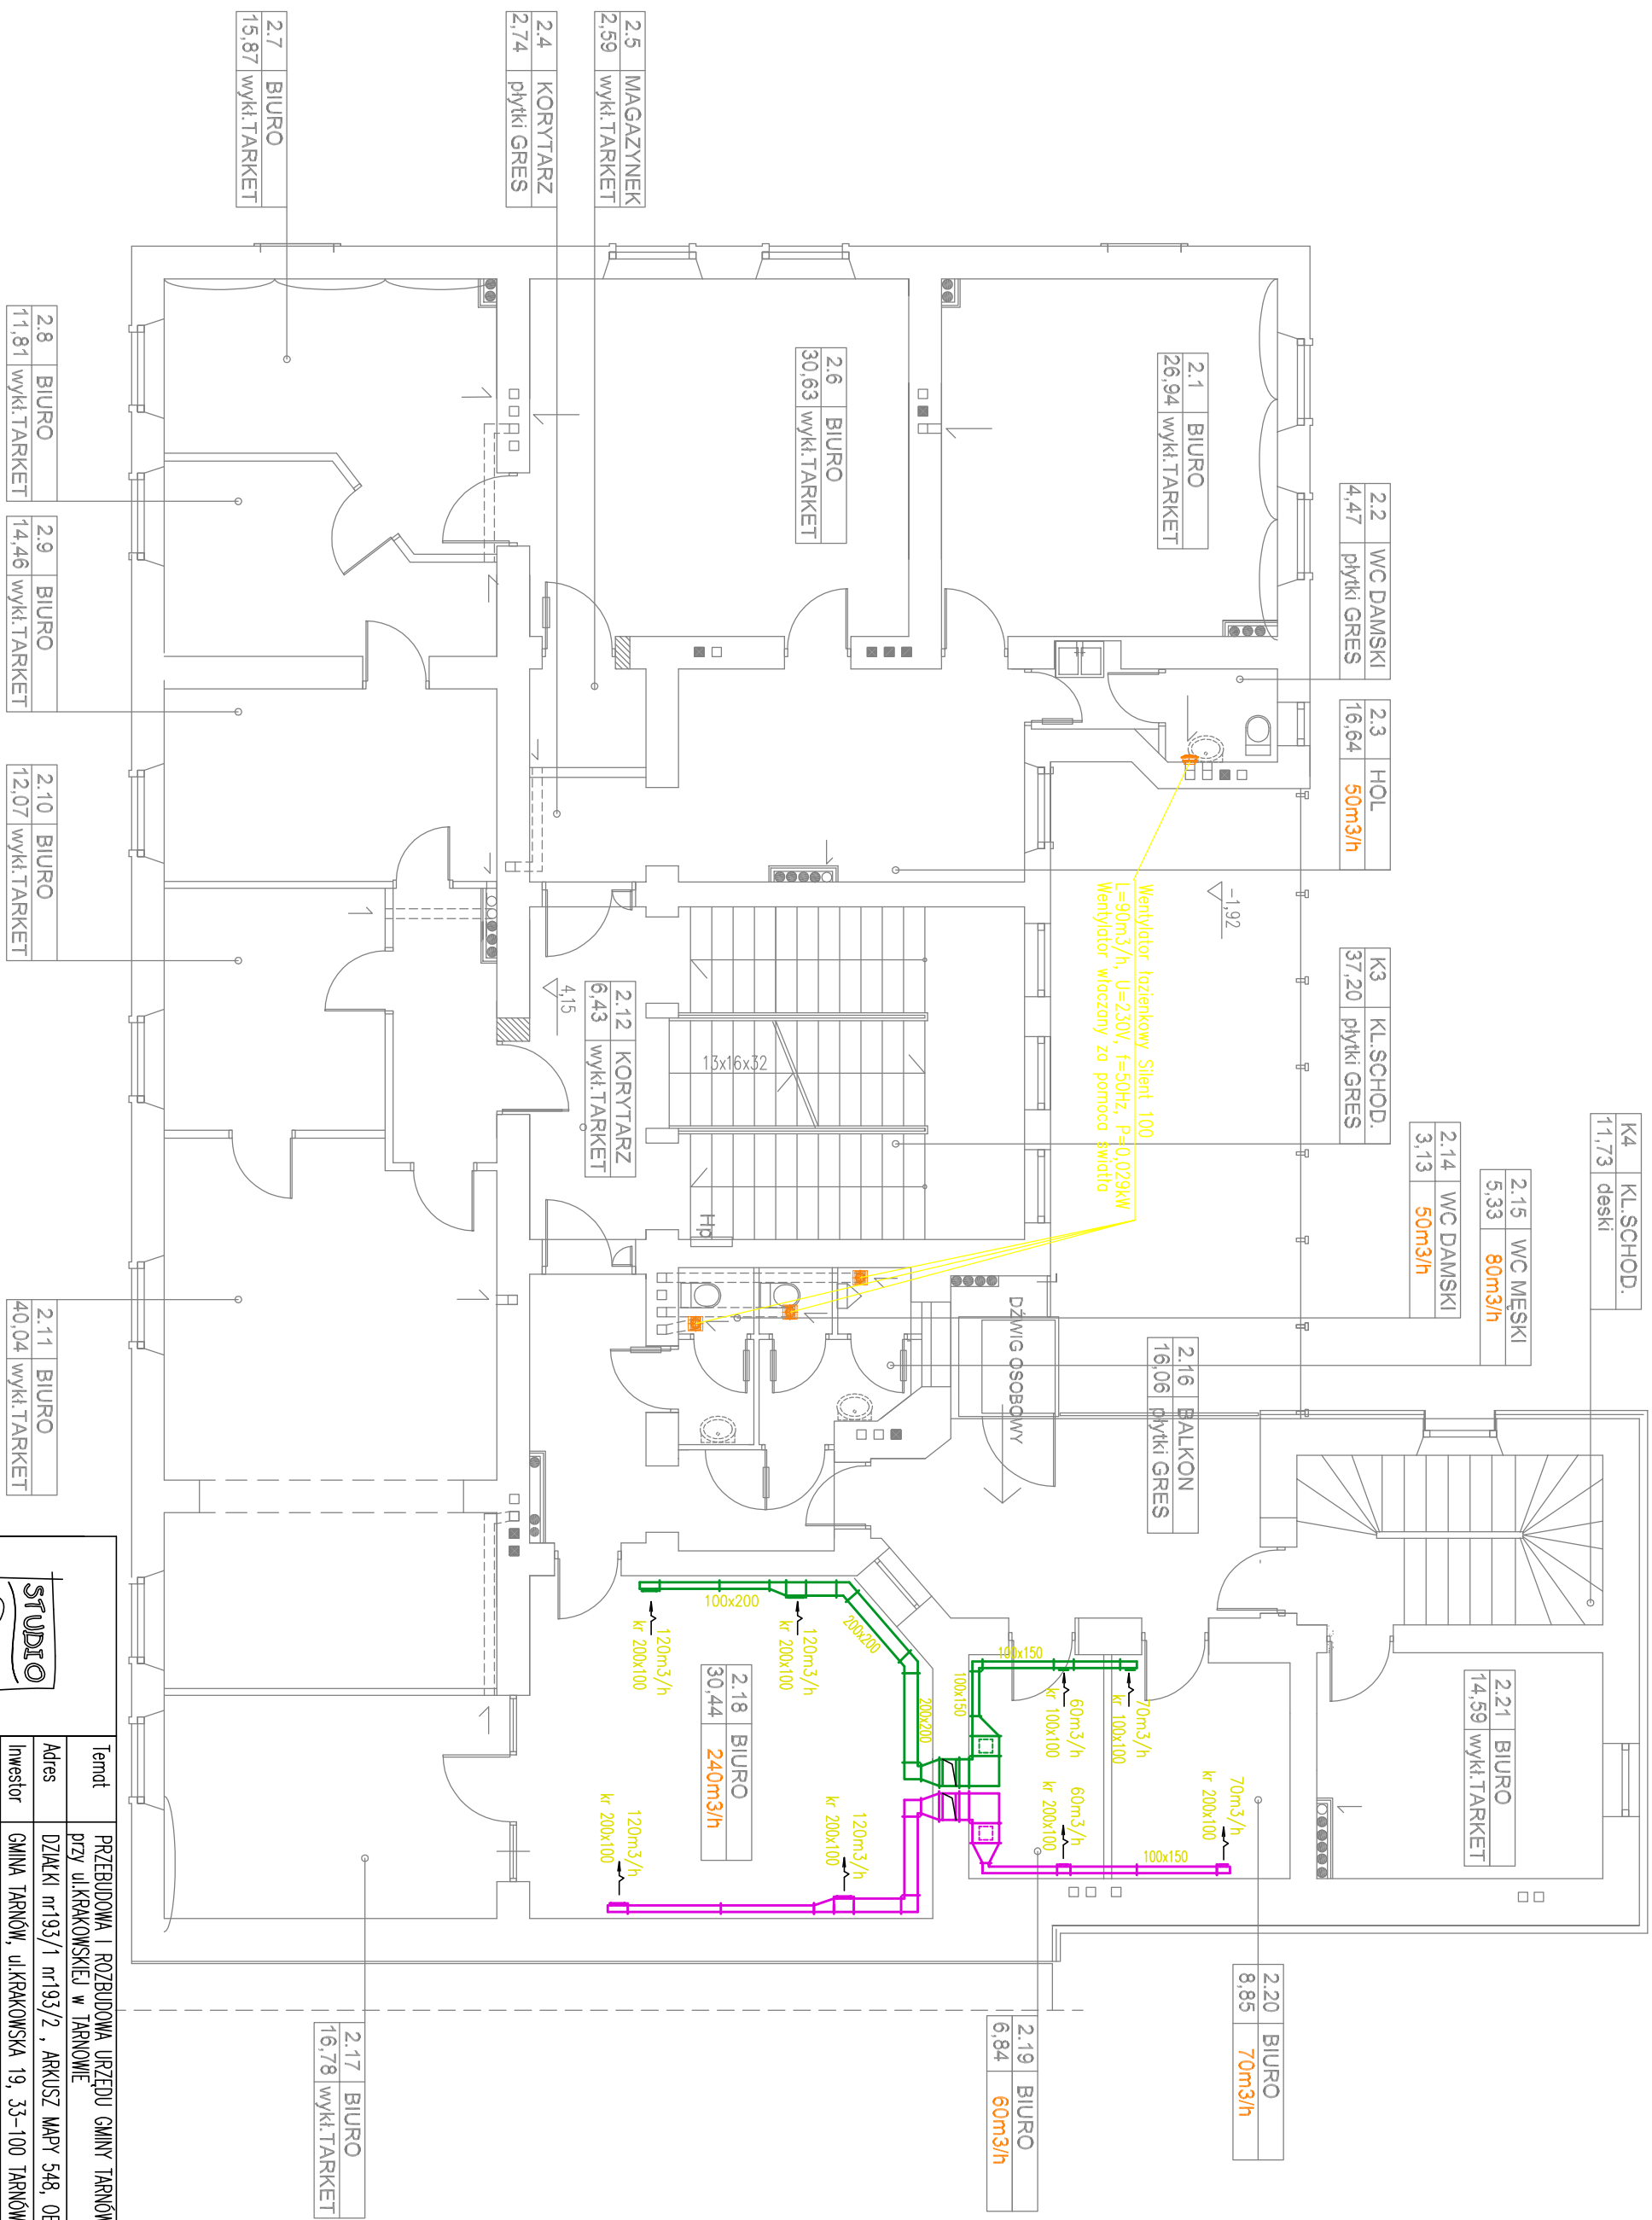 K4 KL.SCHOD.
11,73 deski
2.15 WC MĘSKI
5,33 80m3/h
2.14 WC DAMSKI
3,13 50m3/h
2.2 WC DAMSKI
4,47 płytki GRES
2.3 HOL
16,64 50m3/h
K3 KL.SCHOD.
37,20 płytki GRES
2.21 BIURO
14,59 wykł.TARKET
2.20 BIURO
8,85 70m3/h
2.1 BIURO
26,94 wykł.TARKET
-1,92
2.16 BALKON
16,06 płytki GRES
Wentylator łazienkowy Silent 100
L=90m3/h, U=230V, f=50Hz, P=0,029kW
Wentylator włączany za pomocą światła
DŹWIG OSOBOWY
70m3/h
kr 200x100
70m3/h
kr 100x100
60m3/h
kr 100x100
60m3/h
kr 200x100
100x150
100x150
100x150
2.19 BIURO
6,84 60m3/h
2.6 BIURO
30,63 wykł.TARKET
200x200
200x200
120m3/h
kr 200x100
120m3/h
kr 200x100
2.18 BIURO
30,44 240m3/h
13x16x32
Hp
100x200
120m3/h
kr 200x100
120m3/h
kr 200x100
2.5 MAGAZYNEK
2,59 wykł.TARKET
2.12 KORYTARZ
6,43 wykł.TARKET
4,15
2.4 KORYTARZ
2,74 płytki GRES
2.7 BIURO
15,87 wykł.TARKET
2.17 BIURO
16,78 wykł.TARKET
2.8 BIURO
11,81 wykł.TARKET
2.9 BIURO
14,46 wykł.TARKET
2.10 BIURO
12,07 wykł.TARKET
2.11 BIURO
40,04 wykł.TARKET
STUDIO
Temat PRZEBUDOWA I ROZBUDOWA URZĘDU GMINY TARNÓW
przy ul.KRAKOWSKIEJ w TARNOWIE
Adres DZIAŁKI nr193/1 nr193/2 , ARKUSZ MAPY 548,
Inwestor GMINA TARNÓW, ul.KRAKOWSKA 19, 33-100 TARNÓW